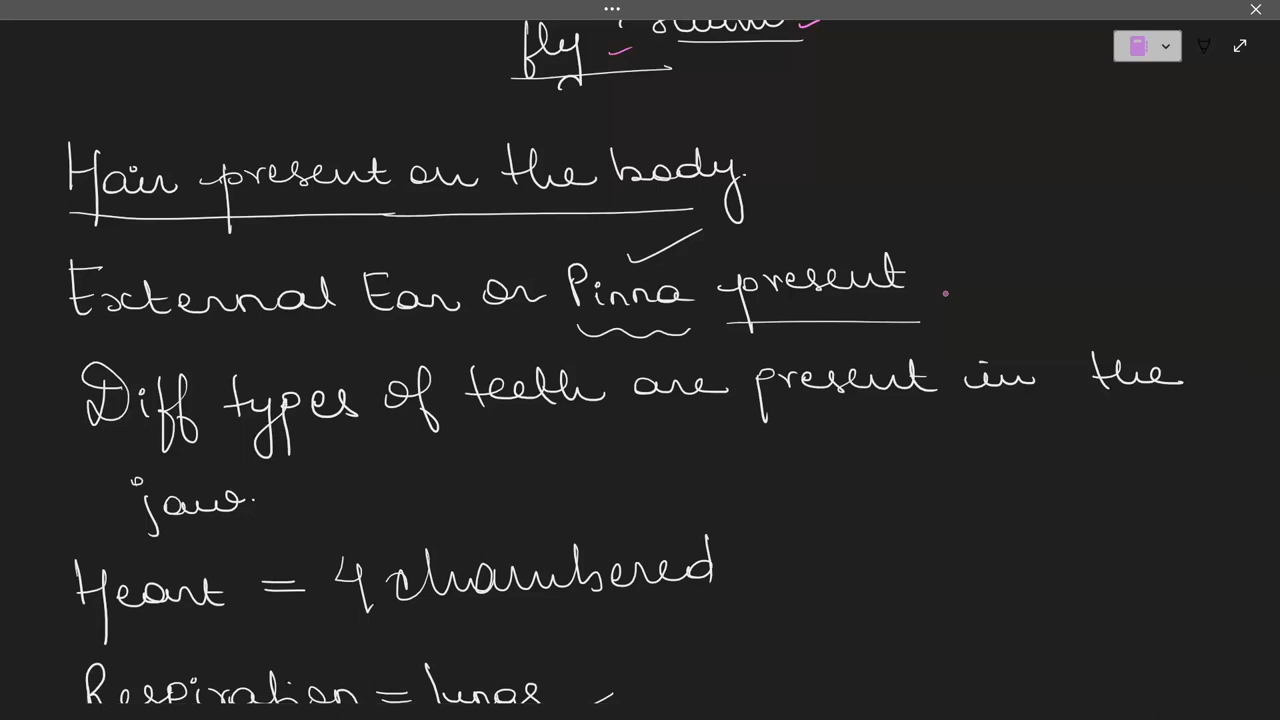 fly
Hair present on the body.
External Ear or Pinna present.
Diff types of teeth are present in the
jaw.
Heart = 4 chambered
Respiration = lungs